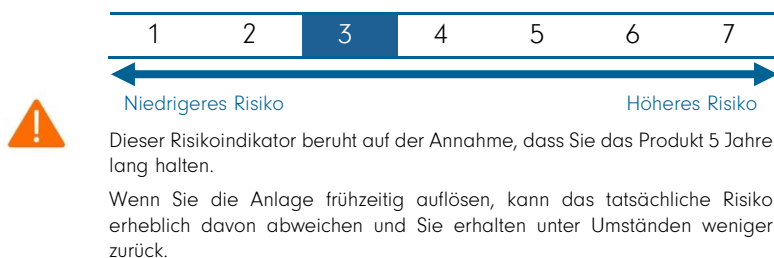 1 2 3 4 5 6 7
Niedrigeres Risiko Höheres Risiko
Dieser Risikoindikator beruht auf der Annahme, dass Sie das Produkt 5 Jahre
lang halten.
Wenn Sie die Anlage frühzeitig auflösen, kann das tatsächliche Risiko
erheblich davon abweichen und Sie erhalten unter Umständen weniger
zurück.